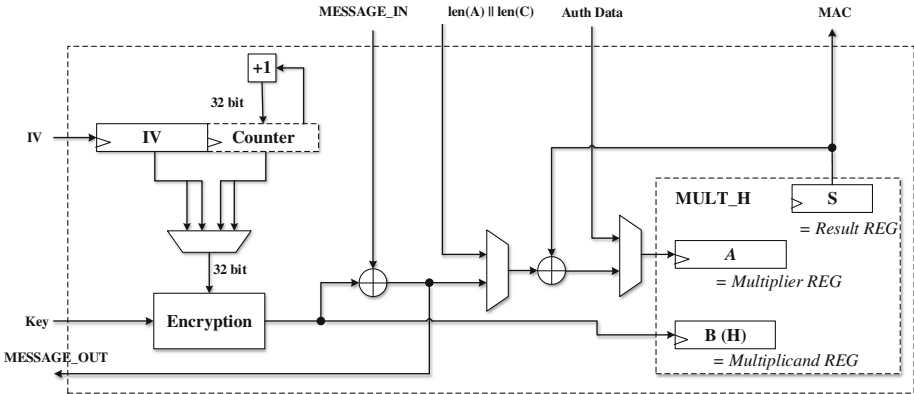 MESSAGE_IN
len(A) || len(C)
Auth Data
MAC
+1
32 bit
IV
IV
Counter
MULT_H
S
= Result REG
A
= Multiplier REG
32 bit
Key
Encryption
B (H)
= Multiplicand REG
MESSAGE_OUT